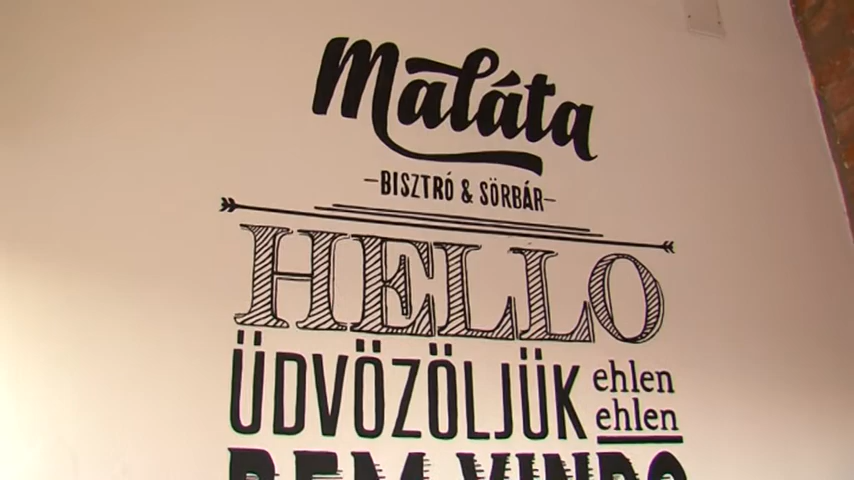 Maláta
-BISZTRÓ & SÖRBÁR-
HELLO
ÜDVÖZÖLJÜK
ehlen
ehlen
BEM VINDO